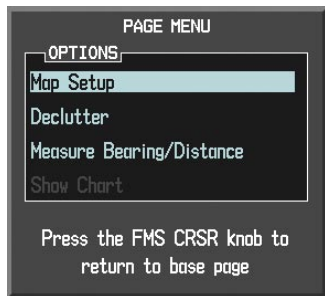 PAGE MENU
OPTIONS
Map Setup
Declutter
Measure Bearing/Distance
Show Chart
Press the FMS CRSR knob to
return to base page